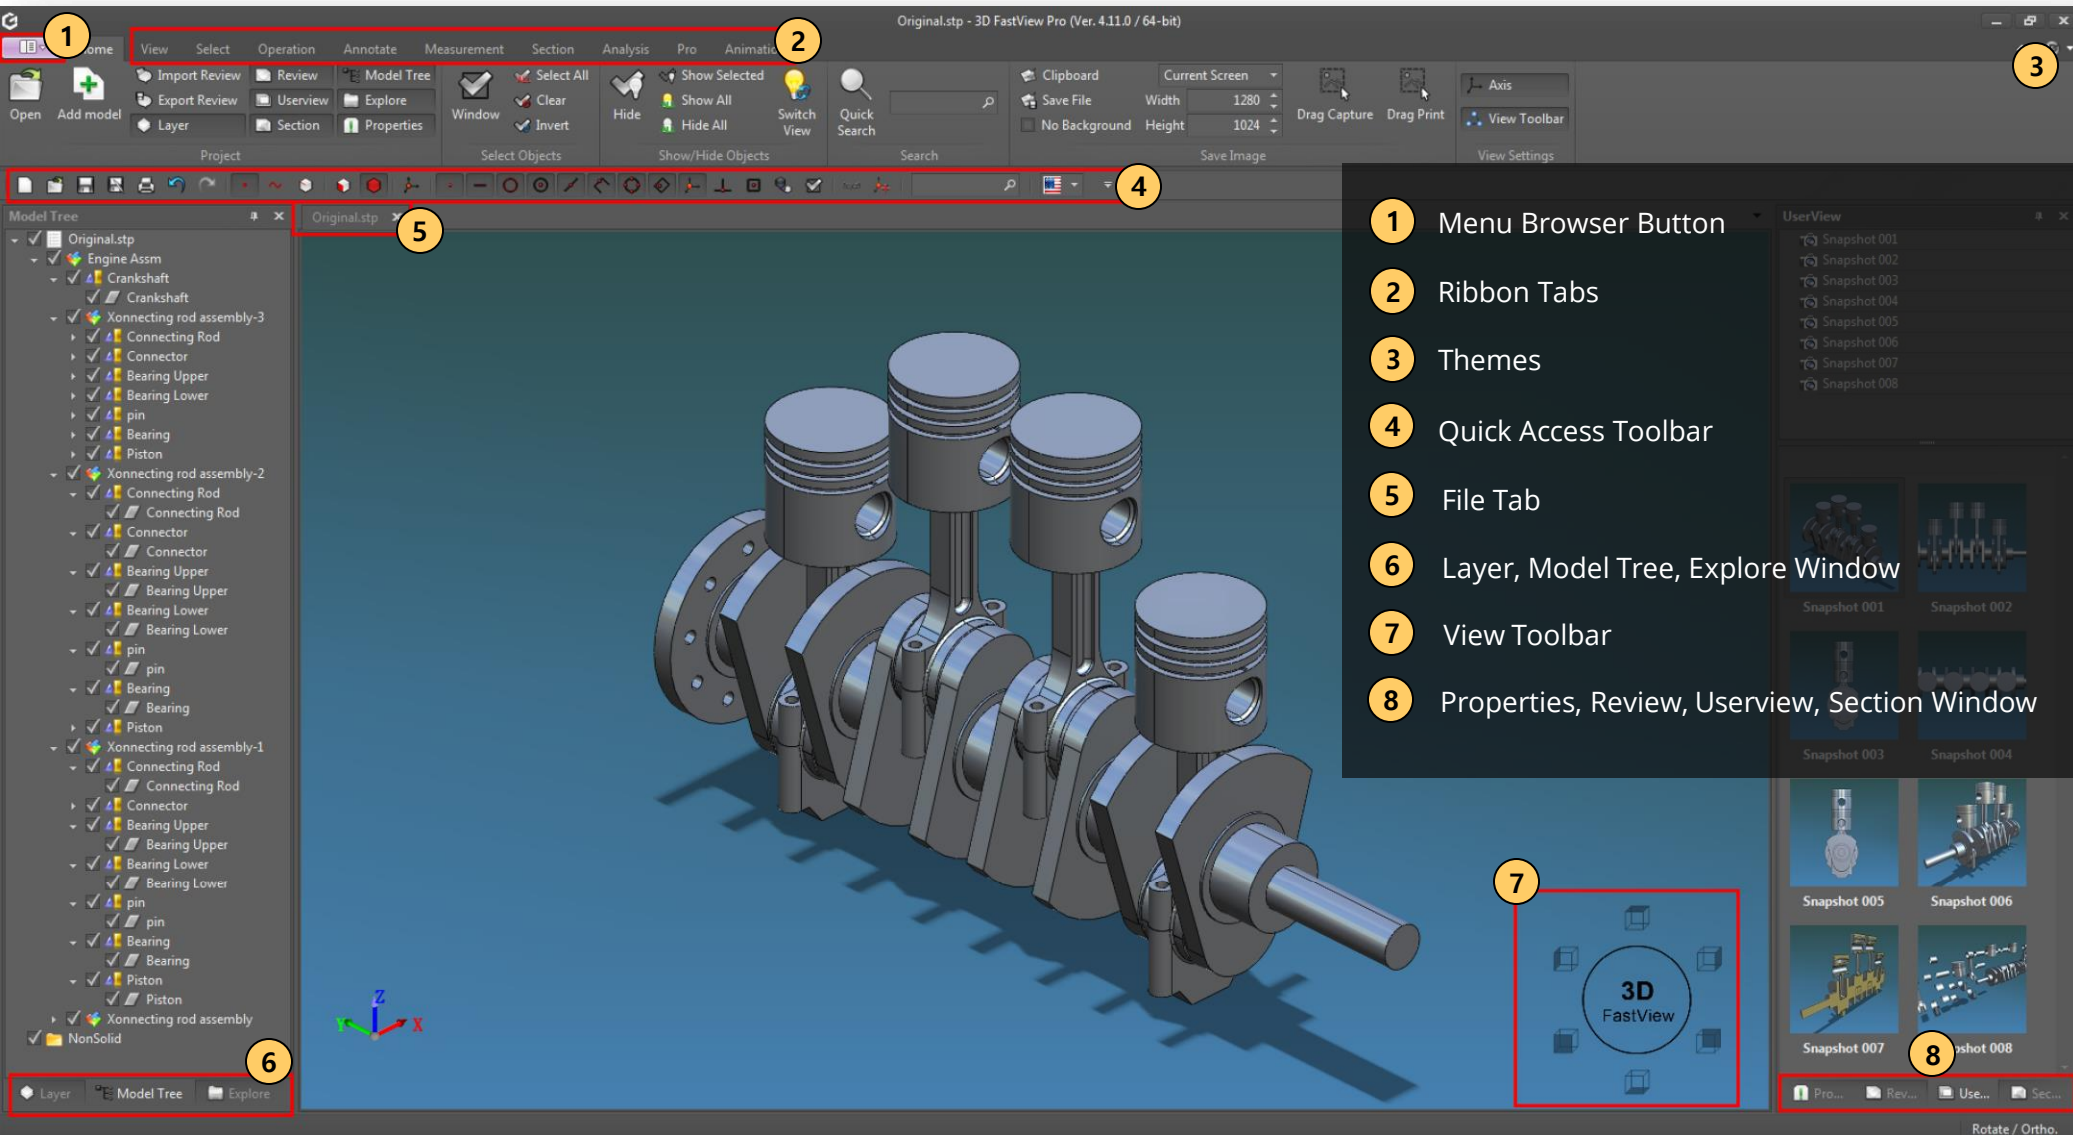 Original.stp - 3D FastView Pro (Ver. 4.11.0 / 64-bit)
1
2
3
View Select Operation Annotate Measurement Section Analysis Pro
Open
Add model
Import Review
Export Review
Layer
Review
Userview
Section
Model Tree
Explore
Properties
Project
Window
Select All
Clear
Invert
Select Objects
Hide
Show Selected
Show All
Hide All
Switch View
Show/Hide Objects
Quick Search
Search
Clipboard
Save File
No Background
Current Screen
Width 1280
Height 1024
Drag Capture
Drag Print
Save Image
Axis
View Toolbar
View Settings
4
Model Tree
Original.stp
5
Original.stp
Engine Assm
Crankshaft
Crankshaft
Xonnecting rod assembly-3
Connecting Rod
Connector
Bearing Upper
Bearing Lower
pin
Bearing
Piston
Xonnecting rod assembly-2
Connecting Rod
Connecting Rod
Connector
Connector
Bearing Upper
Bearing Upper
Bearing Lower
Bearing Lower
pin
pin
Bearing
Bearing
Piston
Xonnecting rod assembly-1
Connecting Rod
Connecting Rod
Connector
Bearing Upper
Bearing Upper
Bearing Lower
Bearing Lower
pin
pin
Bearing
Bearing
Piston
Piston
Xonnecting rod assembly
NonSolid
6
Layer Model Tree Explore
Z
Y X
1 Menu Browser Button
2 Ribbon Tabs
3 Themes
4 Quick Access Toolbar
5 File Tab
6 Layer, Model Tree, Explore Window
7 View Toolbar
8 Properties, Review, Userview, Section Window
7
3D
FastView
UserView
Snapshot 001
Snapshot 002
Snapshot 003
Snapshot 004
Snapshot 005
Snapshot 006
Snapshot 007
Snapshot 008
Snapshot 001 Snapshot 002
Snapshot 003 Snapshot 004
Snapshot 005 Snapshot 006
Snapshot 007 8 pshot 008
Pro... Rev... Use... Sec...
Rotate / Ortho.